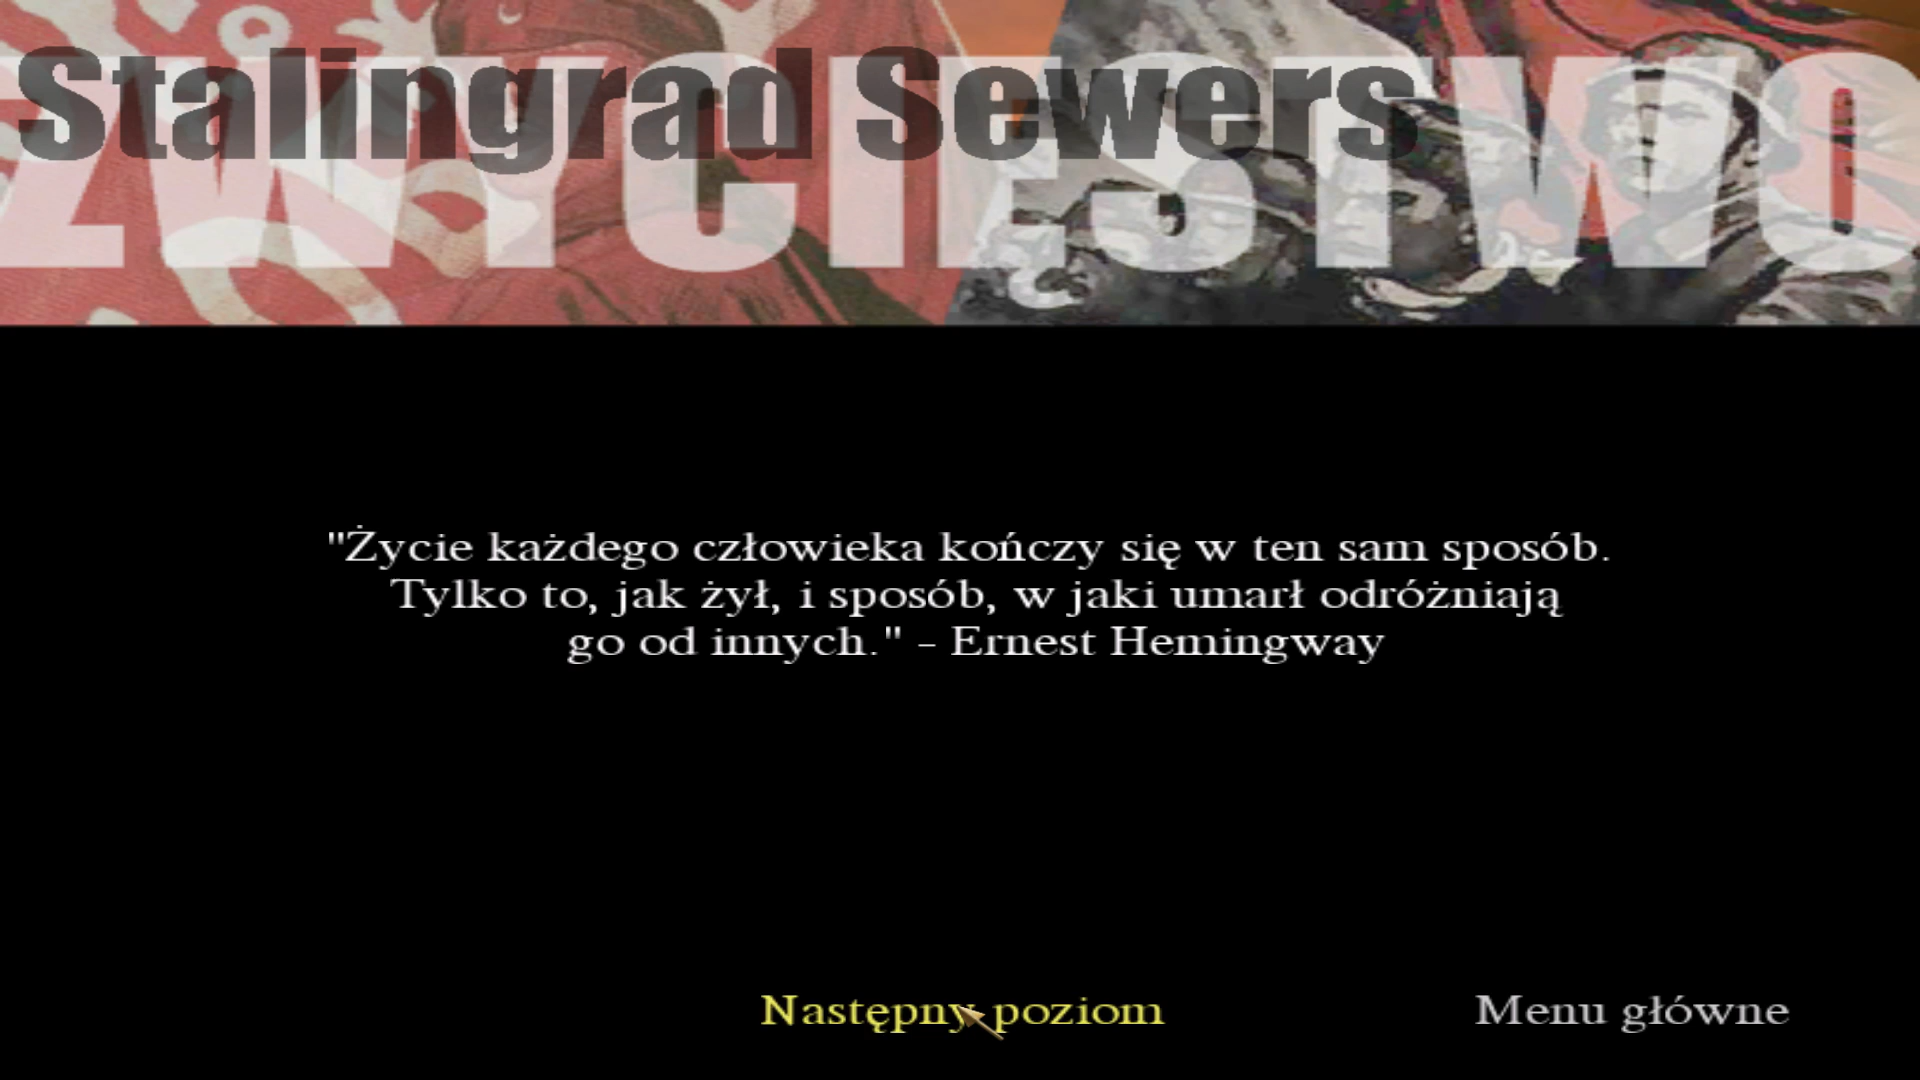 Stalingrad Sewers
ZWYCIĘSTWO
"Życie każdego człowieka kończy się w ten sam sposób.
Tylko to, jak żył, i sposób, w jaki umarł odróżniają
go od innych." - Ernest Hemingway
Następny poziom
Menu główne